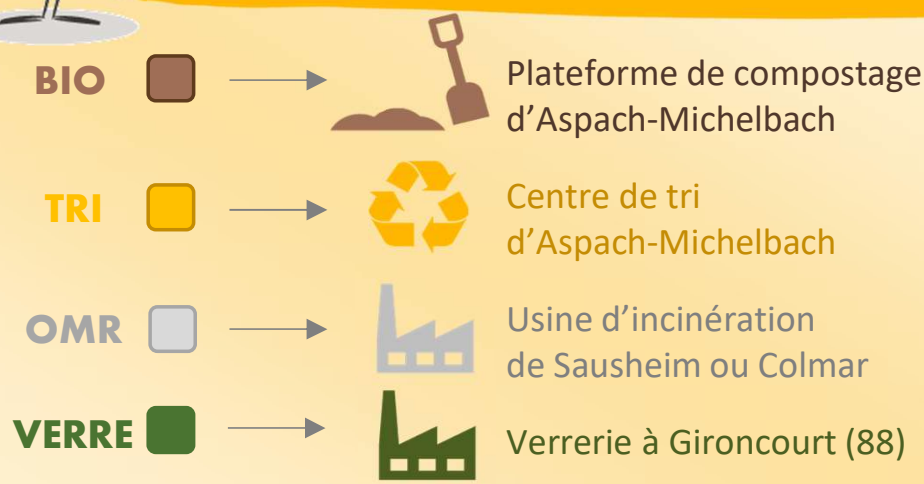 BIO
Plateforme de compostage
d’Aspach-Michelbach
TRI
Centre de tri
d’Aspach-Michelbach
OMR
Usine d’incinération
de Sausheim ou Colmar
VERRE
Verrerie à Gironcourt (88)